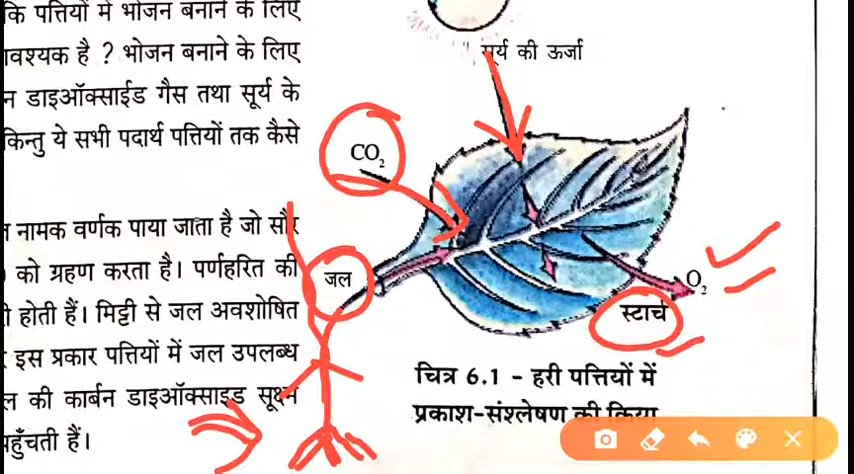 कि पत्तियों में भोजन बनाने के लिए
ावश्यक है ? भोजन बनाने के लिए
न डाइऑक्साईड गैस तथा सूर्य के
किन्तु ये सभी पदार्थ पत्तियों तक कैसे
नामक वर्णक पाया जाता है जो सौर
को ग्रहण करता है। पर्णहरित की
होती हैं। मिट्टी से जल अवशोषित
इस प्रकार पत्तियों में जल उपलब्ध
ल की कार्बन डाइऑक्साइड सूक्ष्म
पहुँचती हैं।
सूर्य की ऊर्जा
CO₂
जल
O₂
स्टार्च
चित्र 6.1 - हरी पत्तियों में
प्रकाश-संश्लेषण की क्रिया